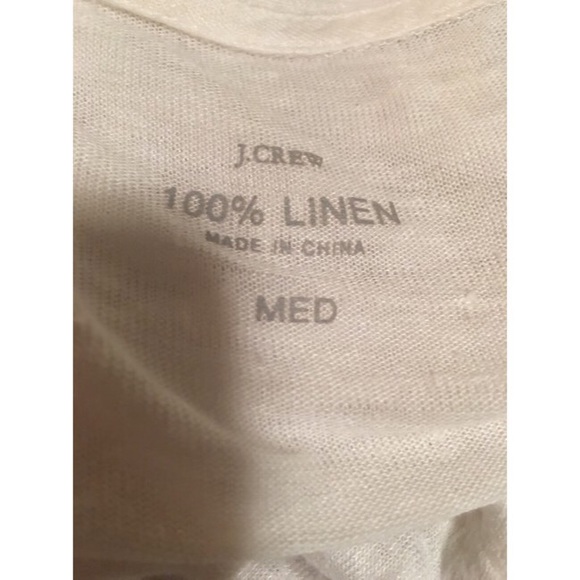 J.CREW
100% LINEN
MADE IN CHINA
MED